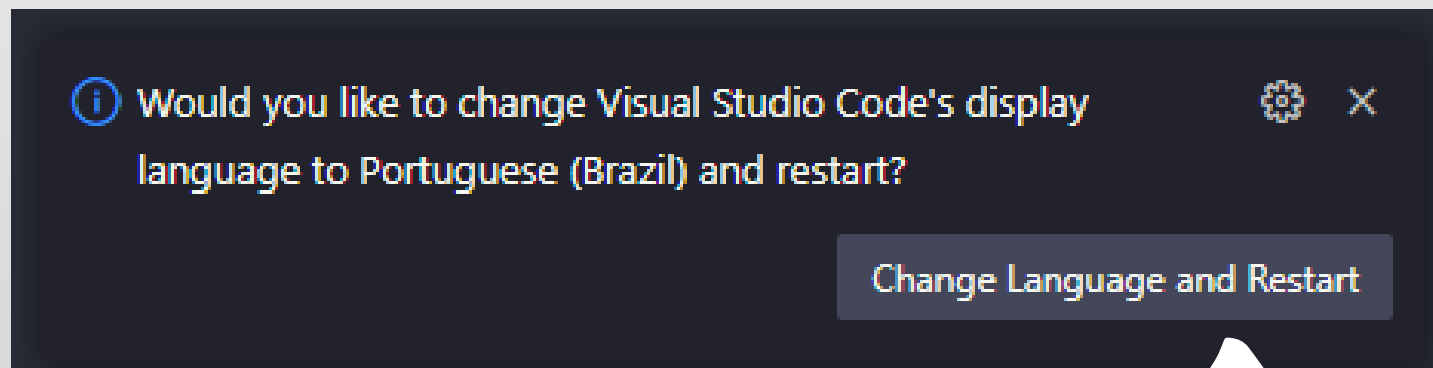 Would you like to change Visual Studio Code's display
language to Portuguese (Brazil) and restart?
Change Language and Restart